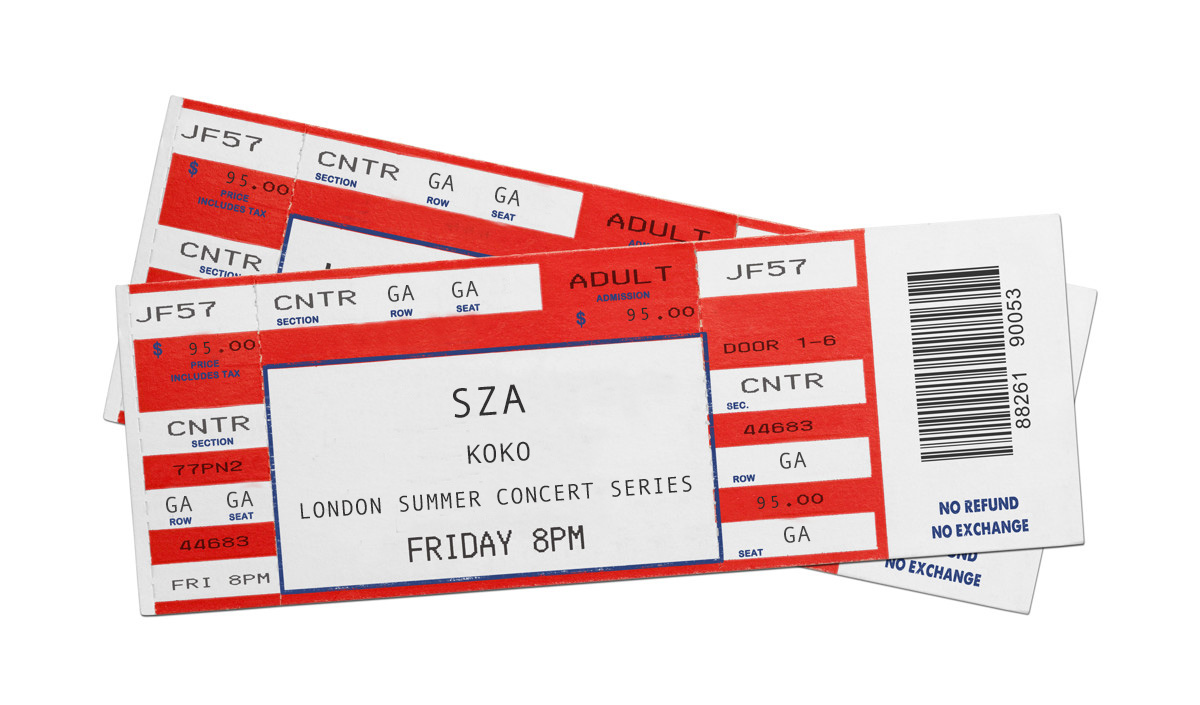 JF57
$ 95.00
PRICE
INCLUDES TAX
CNTR
SECTION
CNTR GA GA
SECTION ROW SEAT
ADULT
JF57
$ 95.00
PRICE
INCLUDES TAX
CNTR
SECTION
77PN2
GA GA
ROW SEAT
44683
FRI 8PM
CNTR GA GA
SECTION ROW SEAT
ADULT
ADMISSION
$ 95.00
SZA
KOKO
LONDON SUMMER CONCERT SERIES
FRIDAY 8PM
JF57
DOOR 1-6
CNTR
SEC.
44683
GA
ROW
95.00
GA
SEAT
88261 90053
NO REFUND
NO EXCHANGE
NO EXCHANGE